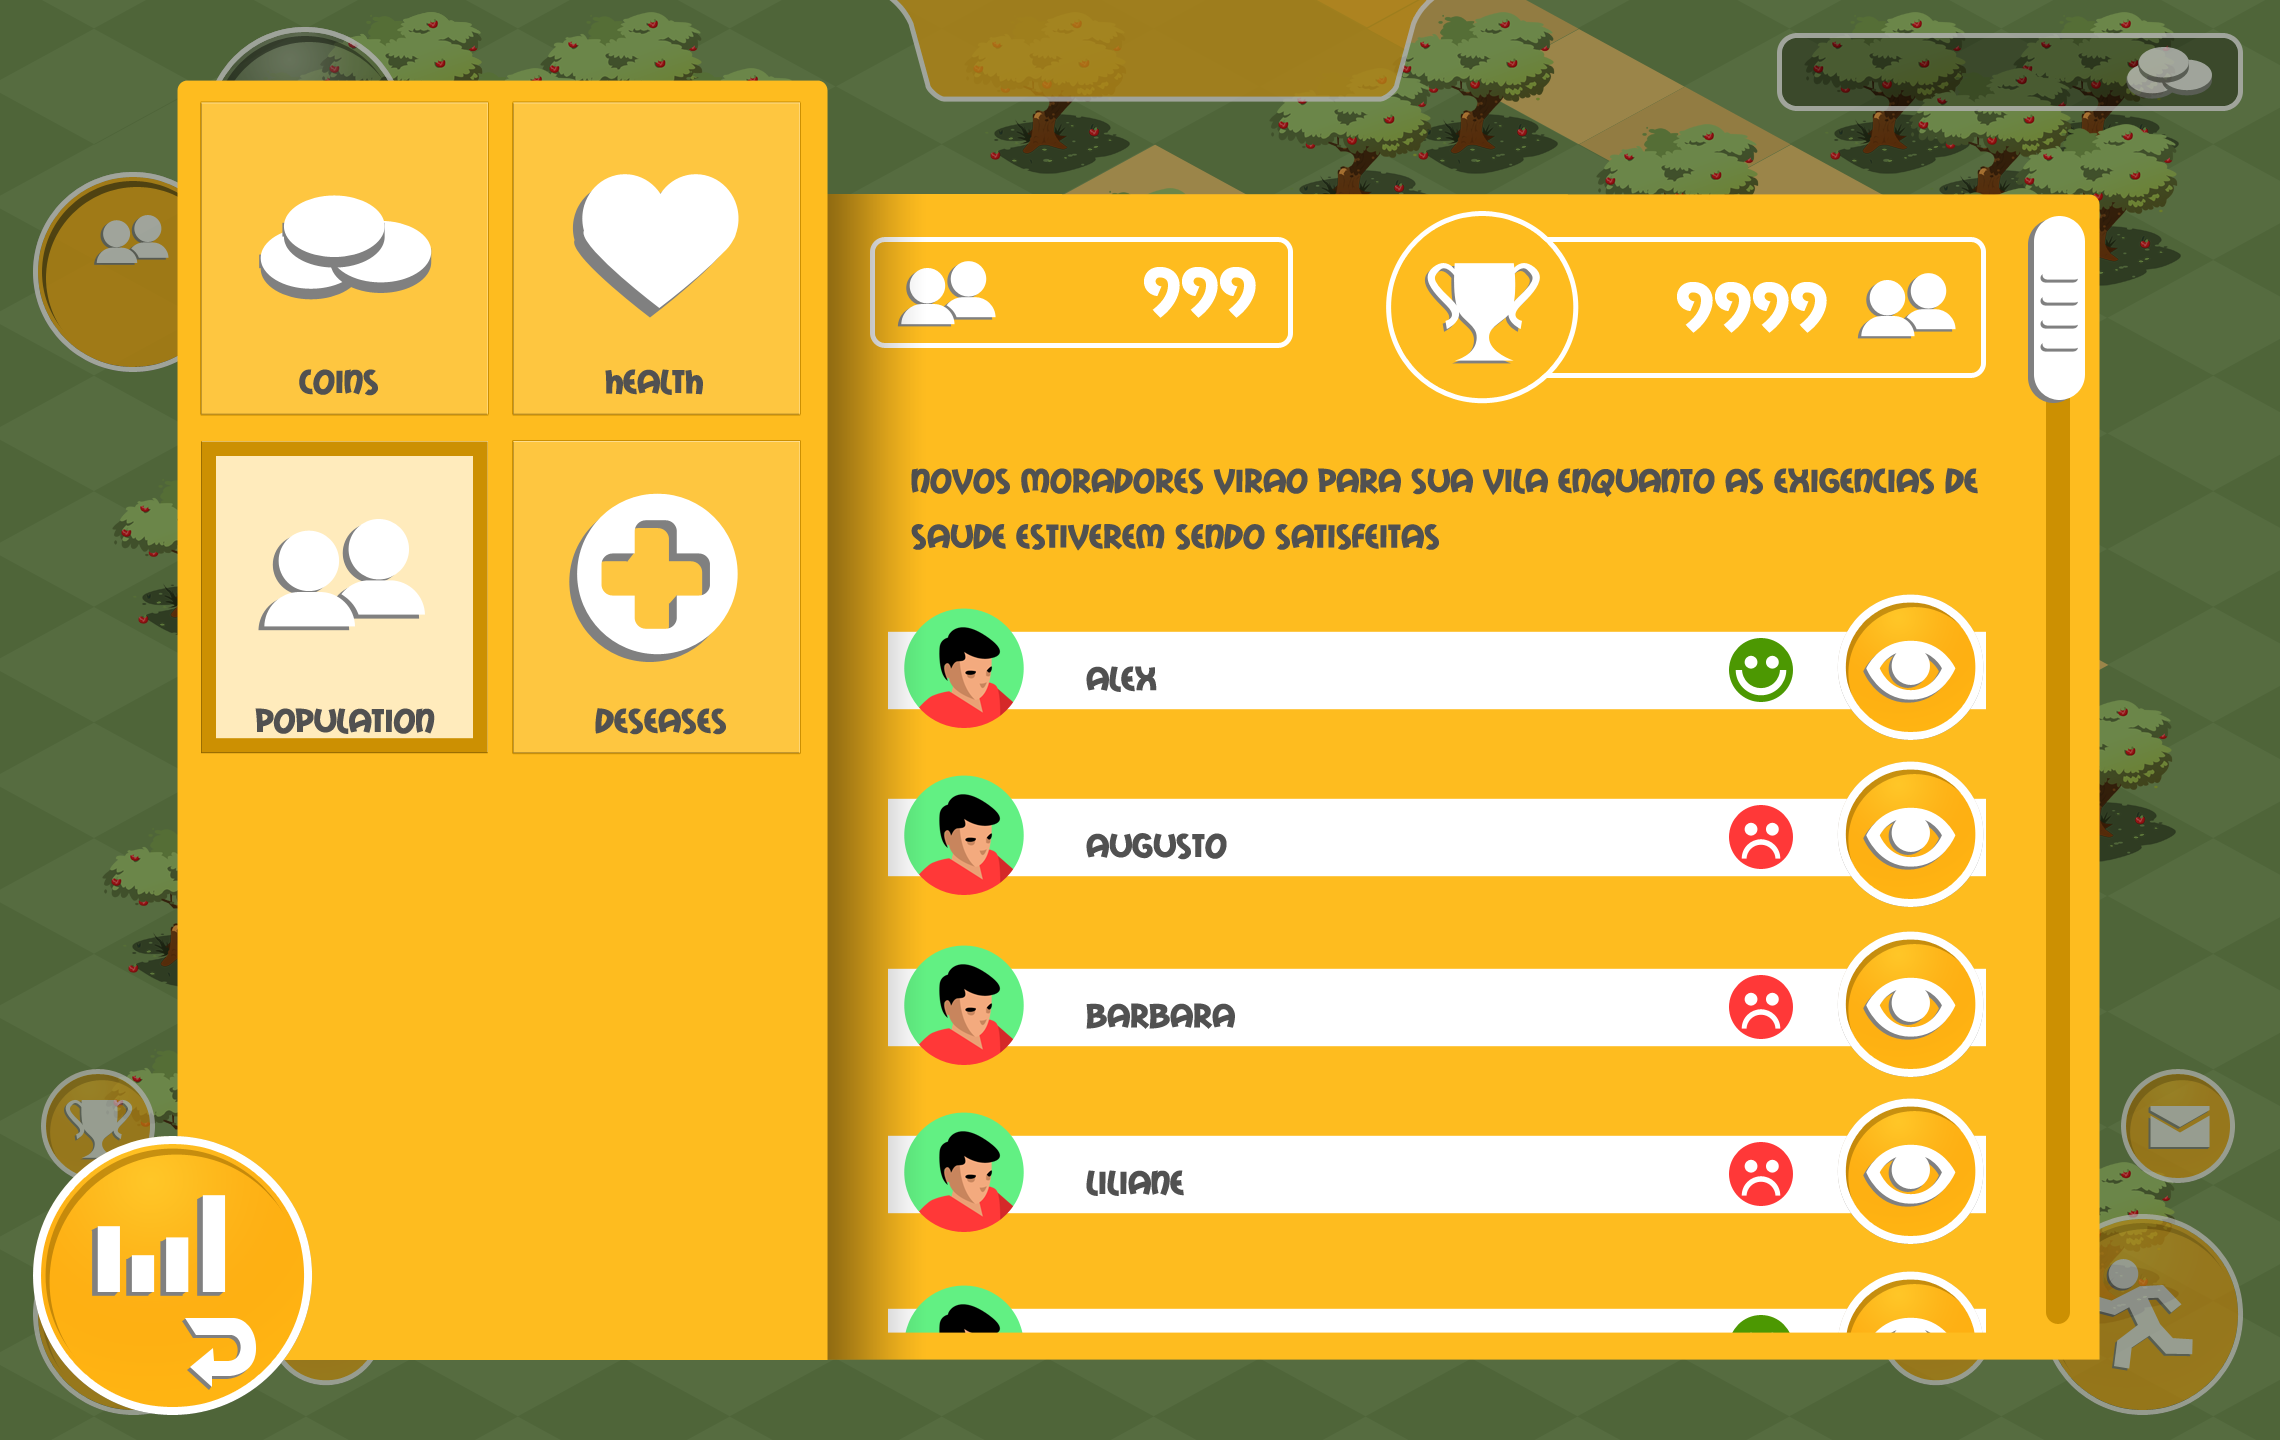 COINS
hEALTh
POPULATION
DESEASES
999
9999
NOVOS MORADORES VIRAO PARA SUA VILA ENQUANTO AS EXIGENCIAS DE
SAUDE ESTIVEREM SENDO SATISFEITAS
ALEX
AUGUSTO
BARBARA
LILIANE